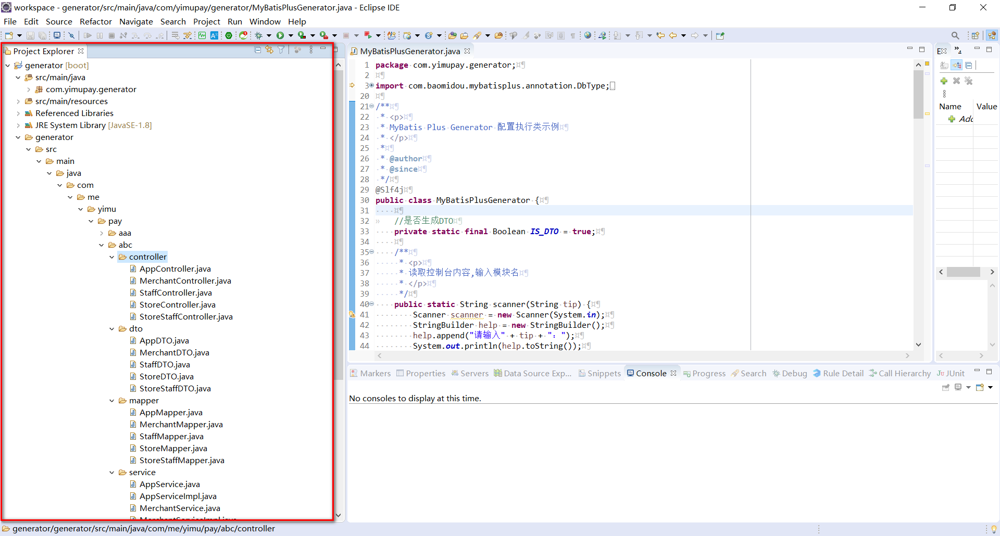 workspace - generator/src/main/java/com/yimupay/generator/MyBatisPlusGenerator.java - Eclipse IDE
File Edit Source Refactor Navigate Search Project Run Window Help
Project Explorer
generator [boot]
src/main/java
com.yimupay.generator
src/main/resources
Referenced Libraries
JRE System Library [JavaSE-1.8]
generator
src
main
java
com
me
yimu
pay
aaa
abc
controller
AppController.java
MerchantController.java
StaffController.java
StoreController.java
StoreStaffController.java
dto
AppDTO.java
MerchantDTO.java
StaffDTO.java
StoreDTO.java
StoreStaffDTO.java
mapper
AppMapper.java
MerchantMapper.java
StaffMapper.java
StoreMapper.java
StoreStaffMapper.java
service
AppService.java
AppServiceImpl.java
MerchantService.java
MerchantServiceImpl.java
MyBatisPlusGenerator.java
1 package com.yimupay.generator;
2
3 import com.baomidou.mybatisplus.annotation.DbType;
20
21 /**
22 * <p>
23 * MyBatis Plus Generator 配置执行类示例
24 * </p>
25 *
26 * @author
27 * @since
28 */
29 @Slf4j
30 public class MyBatisPlusGenerator {
31
32 //是否生成DTO
33 private static final Boolean IS_DTO = true;
34
35 /**
36 * <p>
37 * 读取控制台内容,输入模块名
38 * </p>
39 */
40 public static String scanner(String tip) {
41 Scanner scanner = new Scanner(System.in);
42 StringBuilder help = new StringBuilder();
43 help.append("请输入" + tip + "：");
44 System.out.println(help.toString());
Name Value
Markers Properties Servers Data Source Exp... Snippets Console Progress Search Debug Rule Detail Call Hierarchy JUnit
No consoles to display at this time.
generator/generator/src/main/java/com/me/yimu/pay/abc/controller